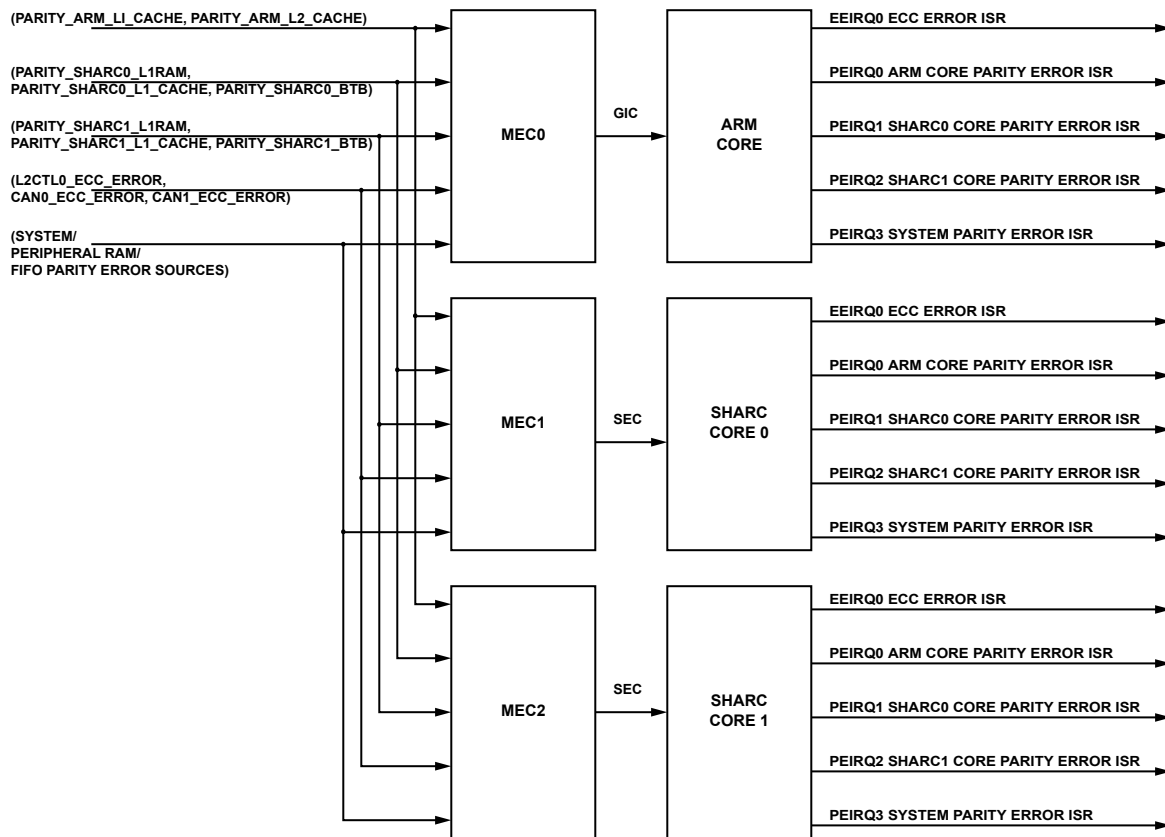 (PARITY_ARM_LI_CACHE, PARITY_ARM_L2_CACHE)
(PARITY_SHARC0_L1RAM,
PARITY_SHARC0_L1_CACHE, PARITY_SHARC0_BTB)
(PARITY_SHARC1_L1RAM,
PARITY_SHARC1_L1_CACHE, PARITY_SHARC1_BTB)
(L2CTL0_ECC_ERROR,
CAN0_ECC_ERROR, CAN1_ECC_ERROR)
(SYSTEM/
PERIPHERAL RAM/
FIFO PARITY ERROR SOURCES)
MEC0
GIC
ARM
CORE
EEIRQ0 ECC ERROR ISR
PEIRQ0 ARM CORE PARITY ERROR ISR
PEIRQ1 SHARC0 CORE PARITY ERROR ISR
PEIRQ2 SHARC1 CORE PARITY ERROR ISR
PEIRQ3 SYSTEM PARITY ERROR ISR
MEC1
SEC
SHARC
CORE 0
EEIRQ0 ECC ERROR ISR
PEIRQ0 ARM CORE PARITY ERROR ISR
PEIRQ1 SHARC0 CORE PARITY ERROR ISR
PEIRQ2 SHARC1 CORE PARITY ERROR ISR
PEIRQ3 SYSTEM PARITY ERROR ISR
MEC2
SEC
SHARC
CORE 1
EEIRQ0 ECC ERROR ISR
PEIRQ0 ARM CORE PARITY ERROR ISR
PEIRQ1 SHARC0 CORE PARITY ERROR ISR
PEIRQ2 SHARC1 CORE PARITY ERROR ISR
PEIRQ3 SYSTEM PARITY ERROR ISR